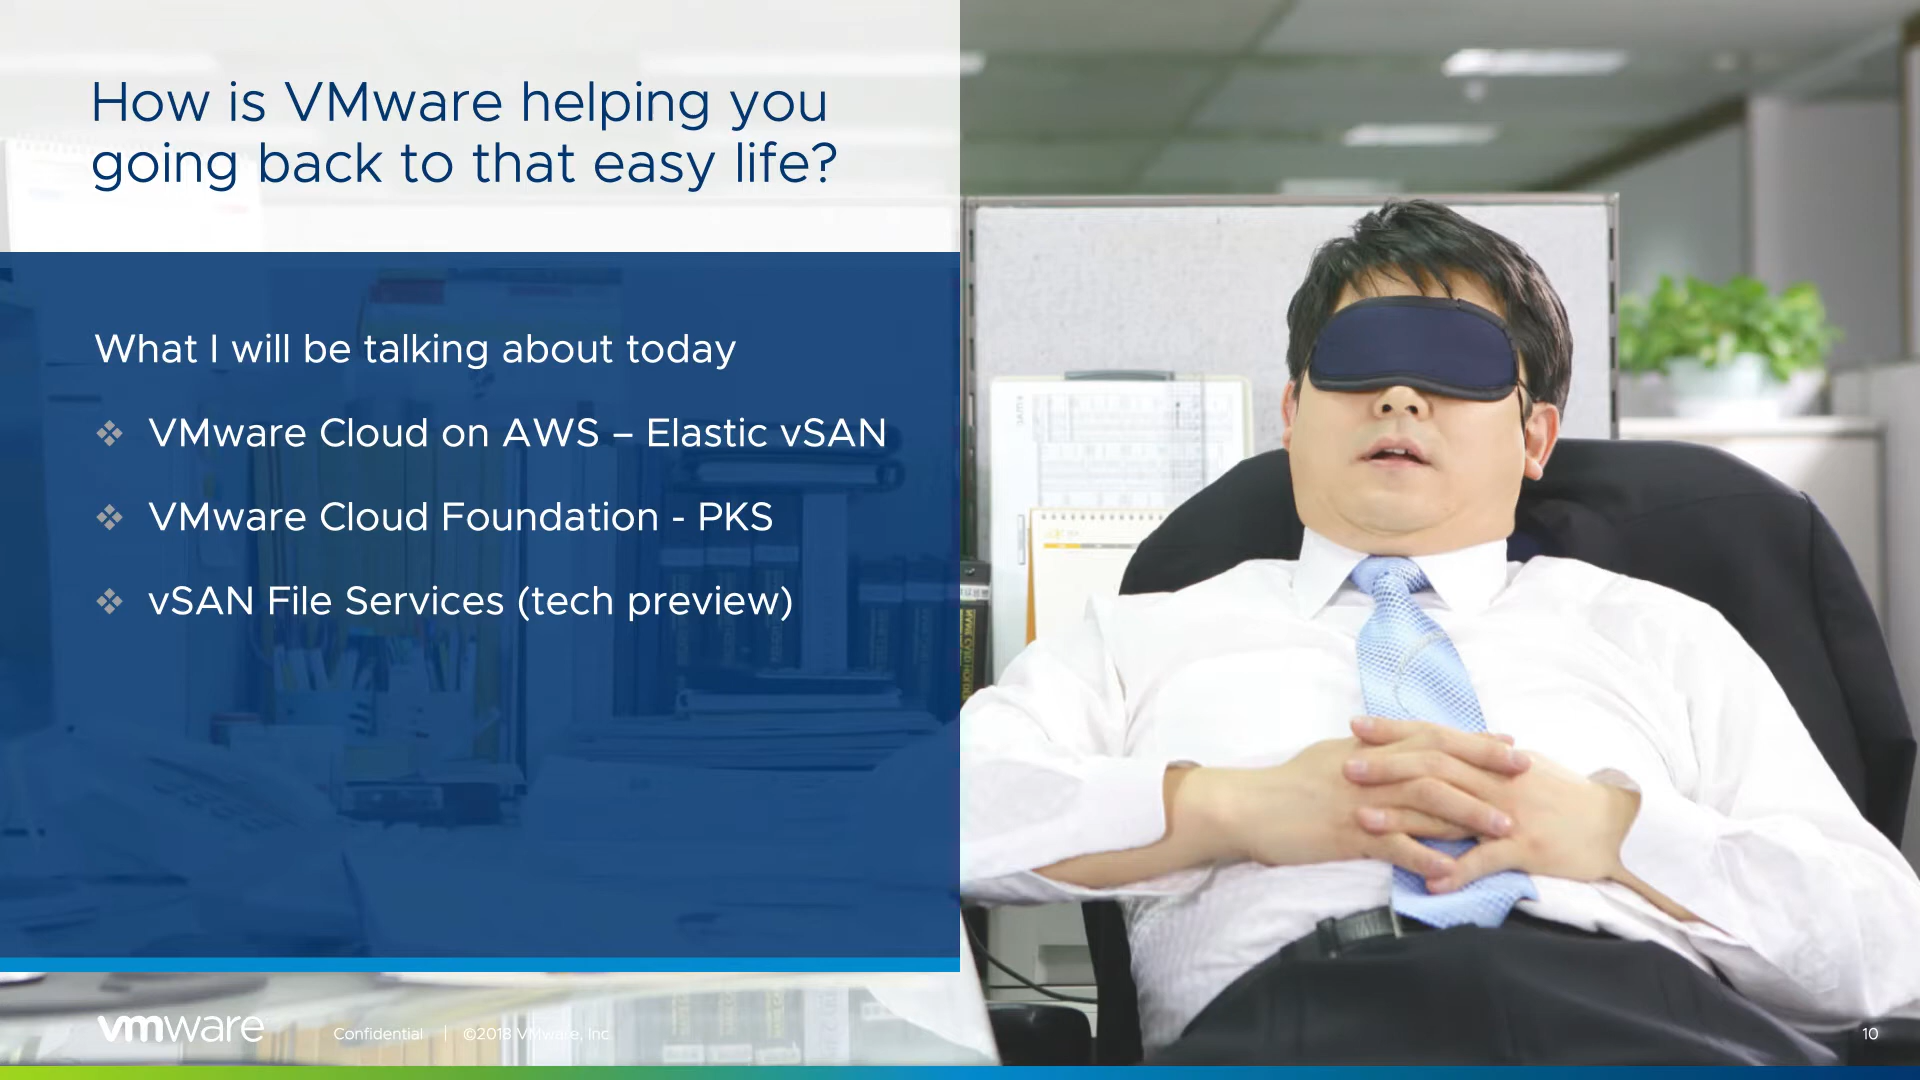 How is VMware helping you
going back to that easy life?
What I will be talking about today
❖ VMware Cloud on AWS – Elastic vSAN
❖ VMware Cloud Foundation - PKS
❖ vSAN File Services (tech preview)
vmware Confidential | ©2018 VMware, Inc. 10